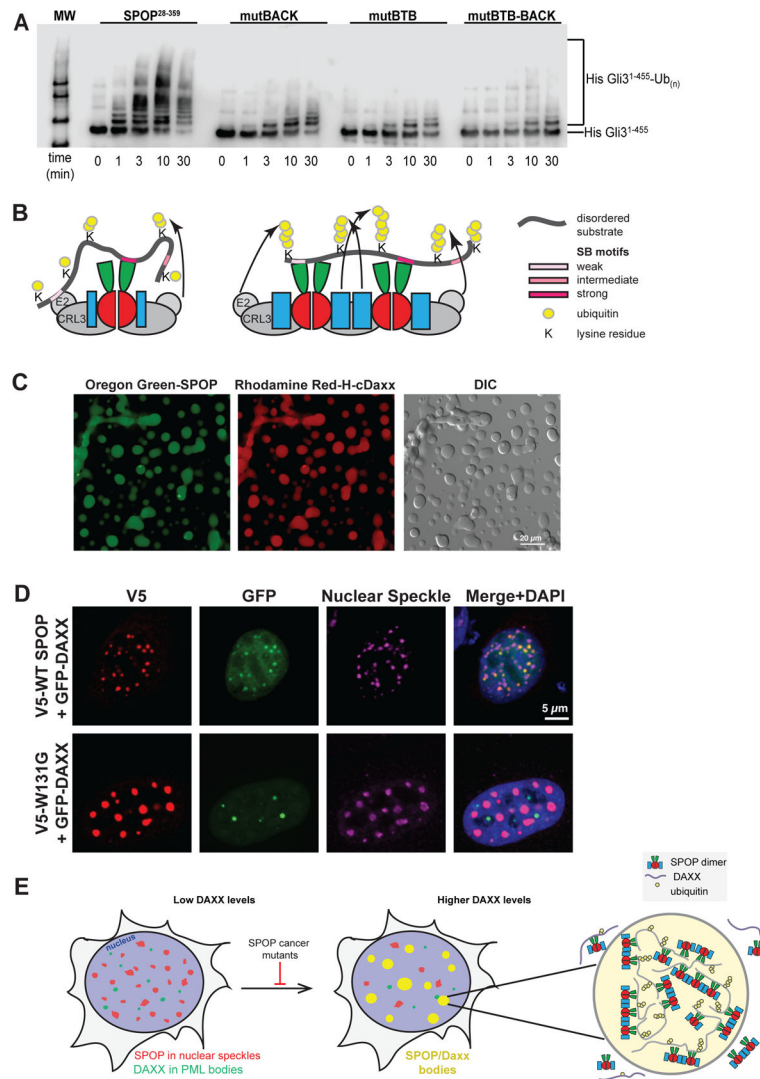 A
MW SPOP28-359 mutBACK mutBTB mutBTB-BACK
His Gli31-455-Ub(n)
His Gli31-455
time (min) 0 1 3 10 30 0 1 3 10 30 0 1 3 10 30 0 1 3 10 30
B
K K K K K
E2
CRL3
K K K K K
E2
CRL3
disordered
substrate
SB motifs
weak
intermediate
strong
ubiquitin
K lysine residue
C
Oregon Green-SPOP Rhodamine Red-H-cDaxx DIC
20 µm
D
V5 GFP Nuclear Speckle Merge+DAPI
V5-WT SPOP
+ GFP-DAXX
5 µm
V5-W131G
+ GFP-DAXX
E
Low DAXX levels Higher DAXX levels
SPOP dimer
DAXX
ubiquitin
nucleus
SPOP cancer
mutants
SPOP in nuclear speckles
DAXX in PML bodies
SPOP/Daxx
bodies